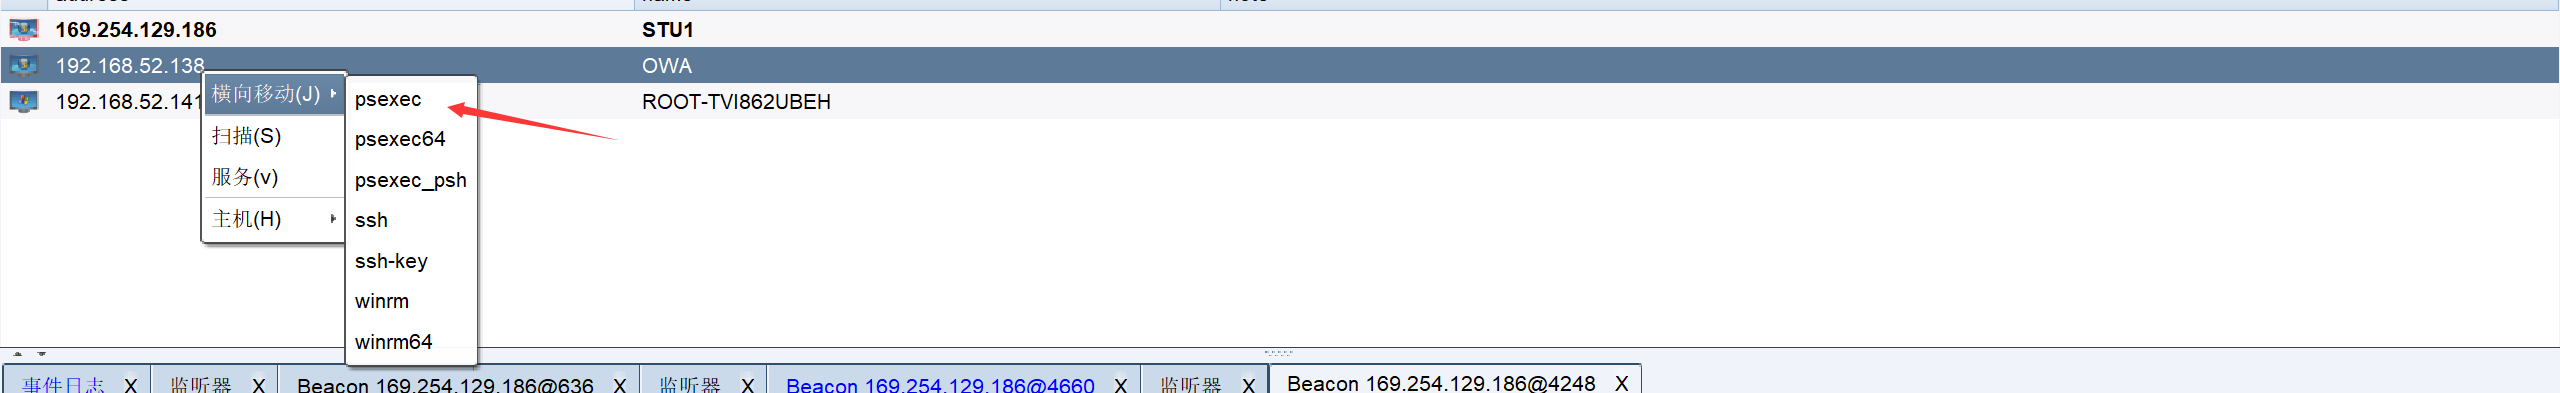 address name note
169.254.129.186 STU1
192.168.52.138 OWA
192.168.52.141 ROOT-TVI862UBEH
横向移动(J)
扫描(S)
服务(v)
主机(H)
psexec
psexec64
psexec_psh
ssh
ssh-key
winrm
winrm64
事件日志 X 监听器 X Beacon 169.254.129.186@636 X 监听器 X Beacon 169.254.129.186@4660 X 监听器 X Beacon 169.254.129.186@4248 X